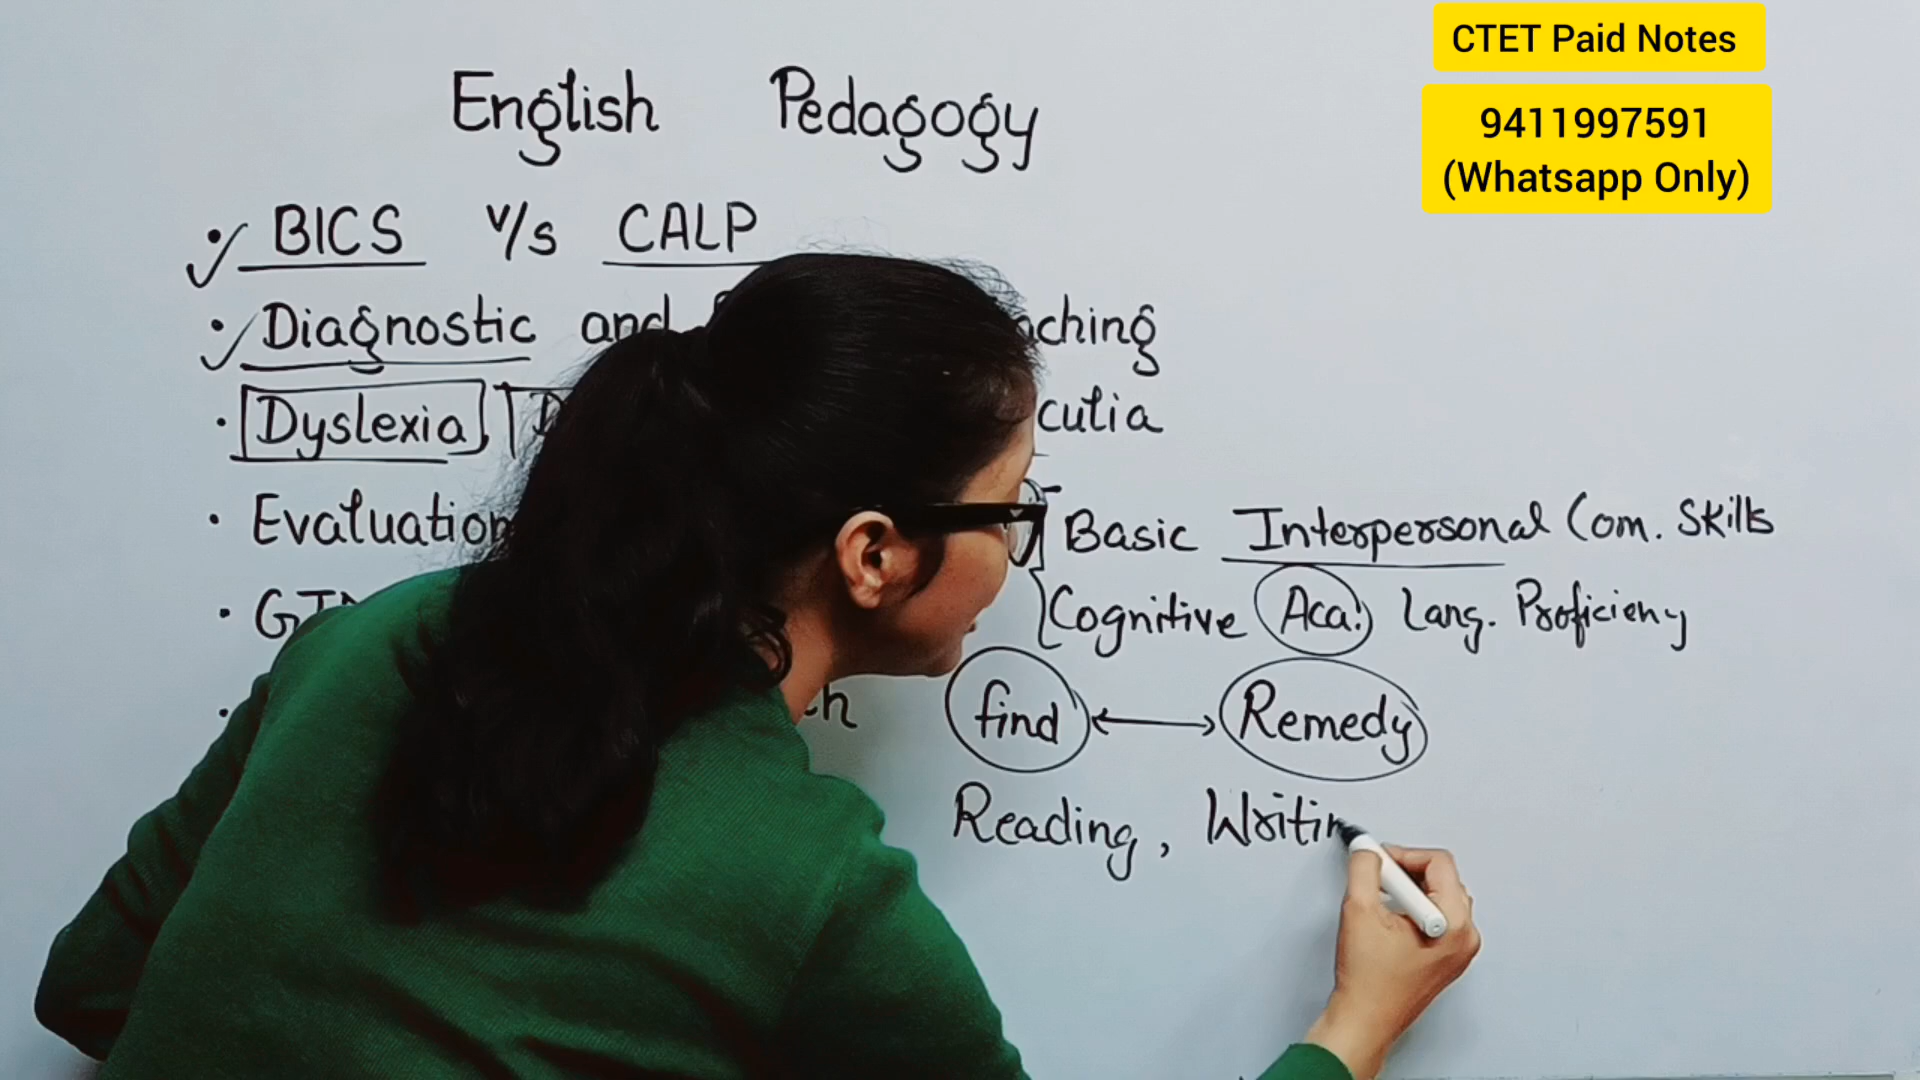 CTET Paid Notes
9411997591
(Whatsapp Only)
English Pedagogy
• BICS v/s CALP
• Diagnostic and ching
• Dyslexia, cutia
• Evaluation
Basic Interpersonal Com. Skills
Cognitive Aca. Lang. Proficieny
find Remedy
Reading, Writin